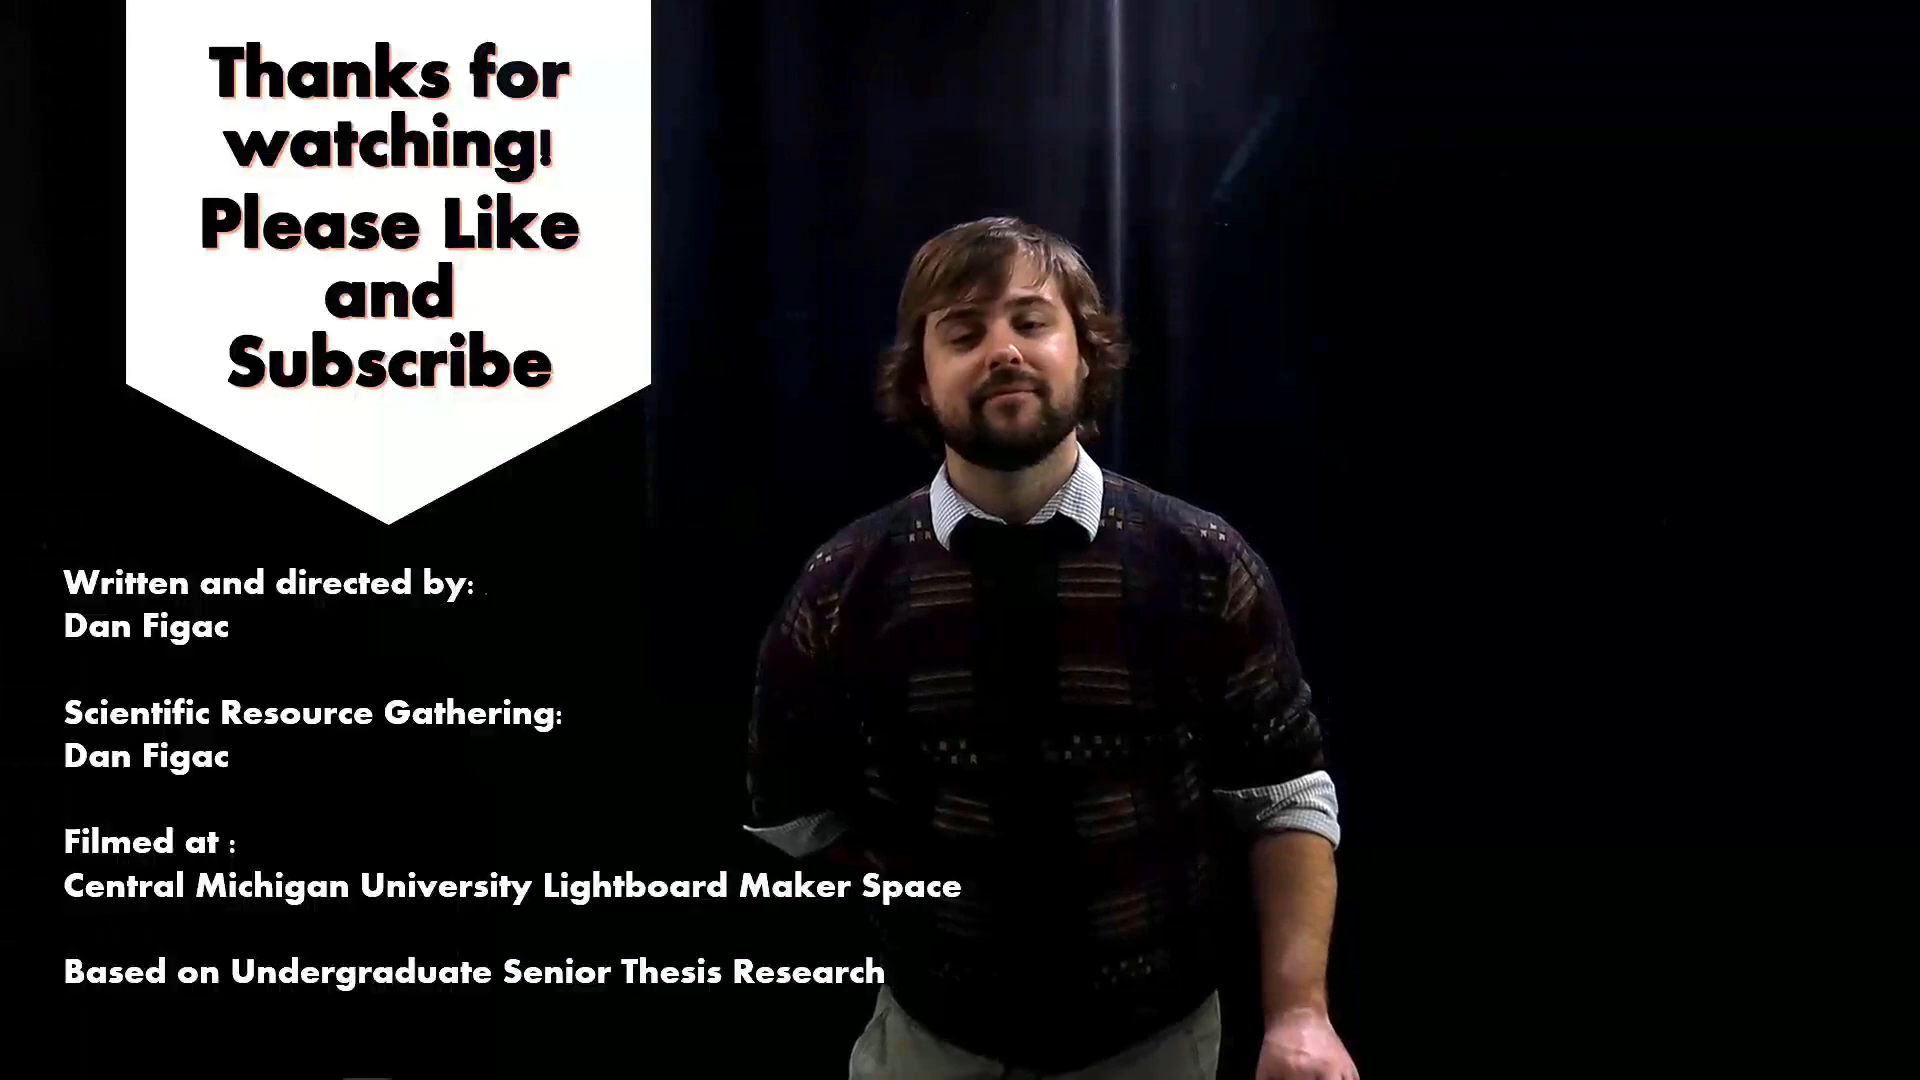 Thanks for
watching!
Please Like
and
Subscribe
Written and directed by:
Dan Figac
Scientific Resource Gathering:
Dan Figac
Filmed at :
Central Michigan University Lightboard Maker Space
Based on Undergraduate Senior Thesis Research